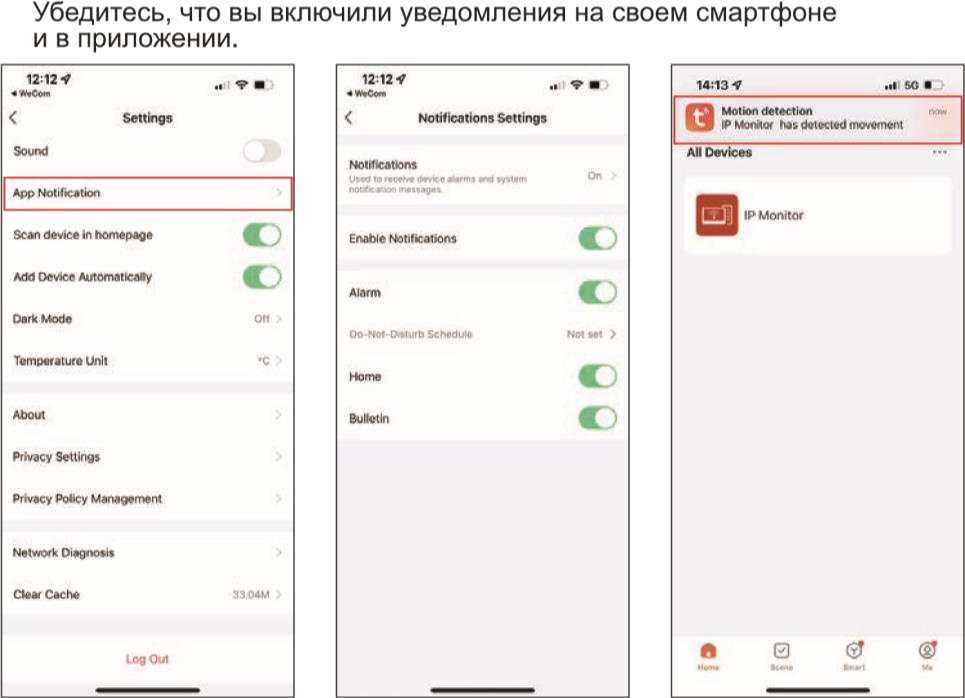 Убедитесь, что вы включили уведомления на своем смартфоне
и в приложении.
12:12
WeCom
Settings
Sound
App Notification
Scan device in homepage
Add Device Automatically
Dark Mode Off
Temperature Unit °C
About
Privacy Settings
Privacy Policy Management
Network Diagnosis
Clear Cache 33.04M
Log Out
12:12
WeCom
Notifications Settings
Notifications On
Used to receive device alarms and system
notification messages.
Enable Notifications
Alarm
Do-Not-Disturb Schedule Not set
Home
Bulletin
14:13 5G
t
Motion detection now
IP Monitor has detected movement
All Devices
IP Monitor
Home Scene Smart Me